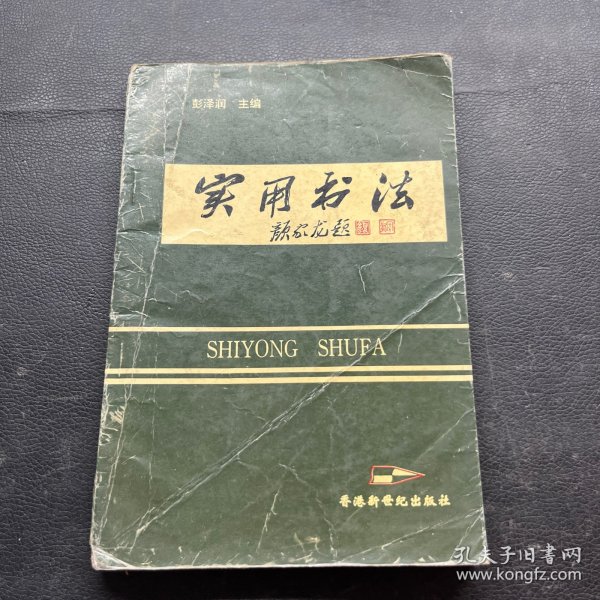 彭泽润 主编
实用书法
颜家龙题
SHIYONG SHUFA
香港新世纪出版社
孔夫子旧书网
www.kongfz.com